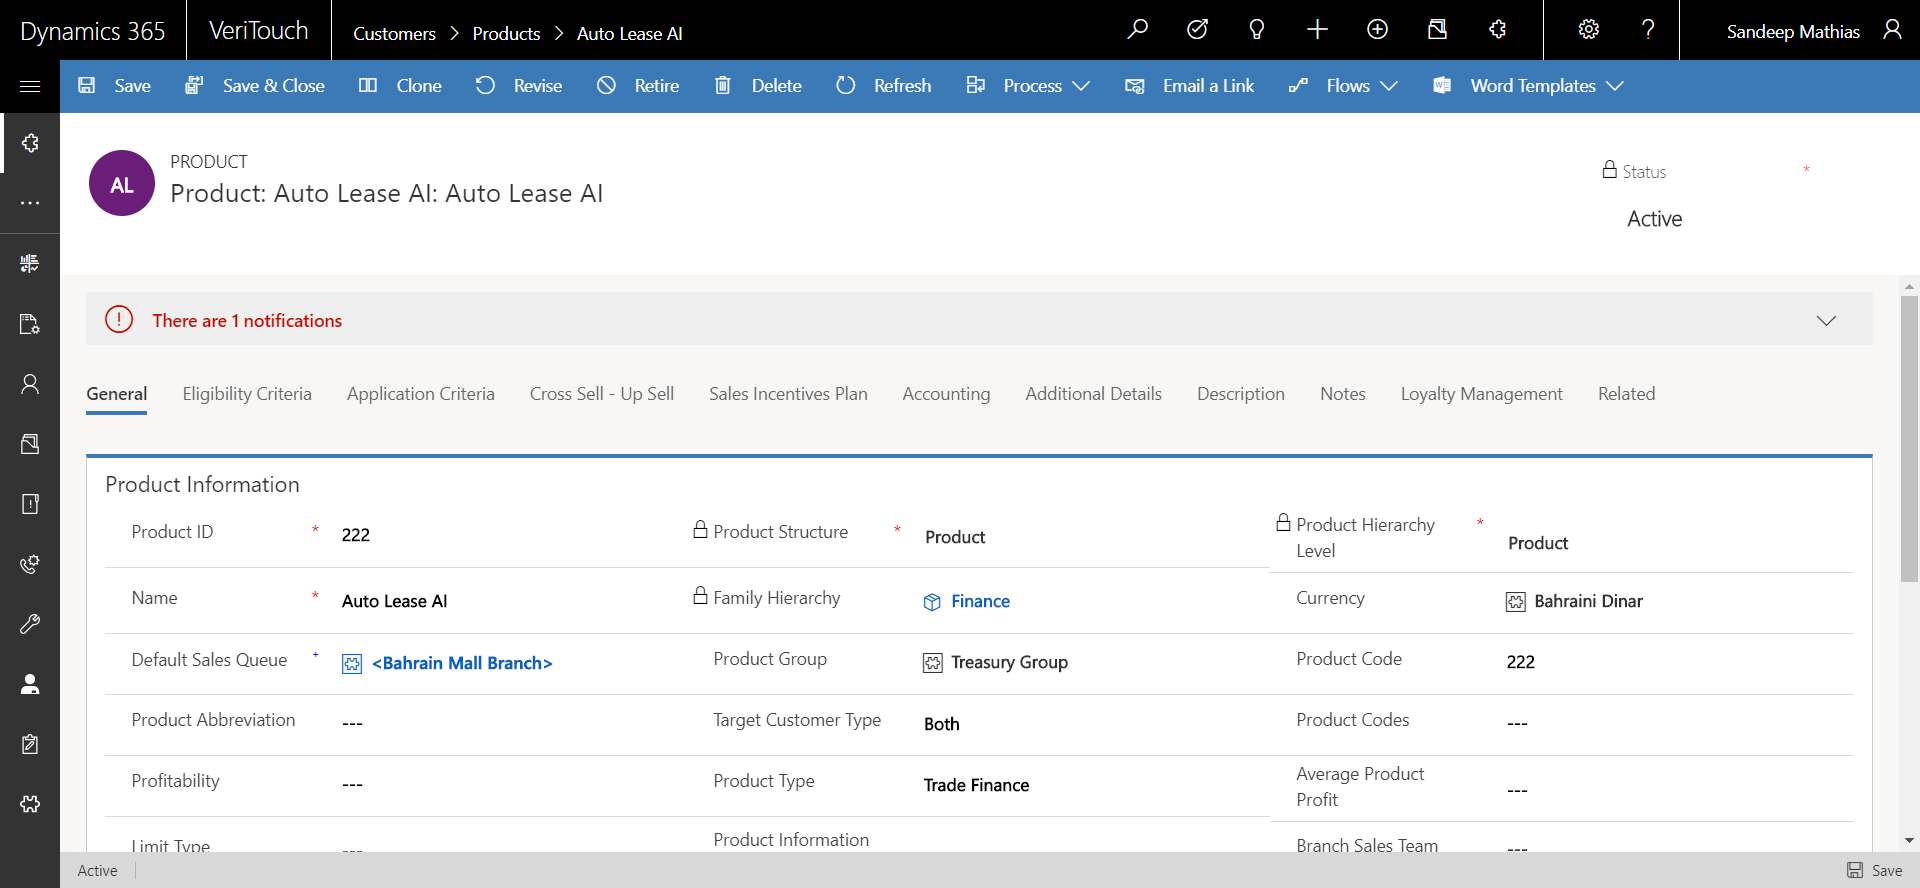 Dynamics 365 VeriTouch Customers > Products > Auto Lease AI Sandeep Mathias
Save Save & Close Clone Revise Retire Delete Refresh Process Email a Link Flows Word Templates
AL
PRODUCT
Product: Auto Lease AI: Auto Lease AI
Status *
Active
There are 1 notifications
General Eligibility Criteria Application Criteria Cross Sell - Up Sell Sales Incentives Plan Accounting Additional Details Description Notes Loyalty Management Related
Product Information
Product ID * 222 Product Structure * Product Product Hierarchy Level * Product
Name * Auto Lease AI Family Hierarchy Finance Currency Bahraini Dinar
Default Sales Queue + <Bahrain Mall Branch> Product Group Treasury Group Product Code 222
Product Abbreviation --- Target Customer Type Both Product Codes ---
Profitability --- Product Type Trade Finance Average Product Profit ---
Limit Type --- Product Information Branch Sales Team ---
Active Save